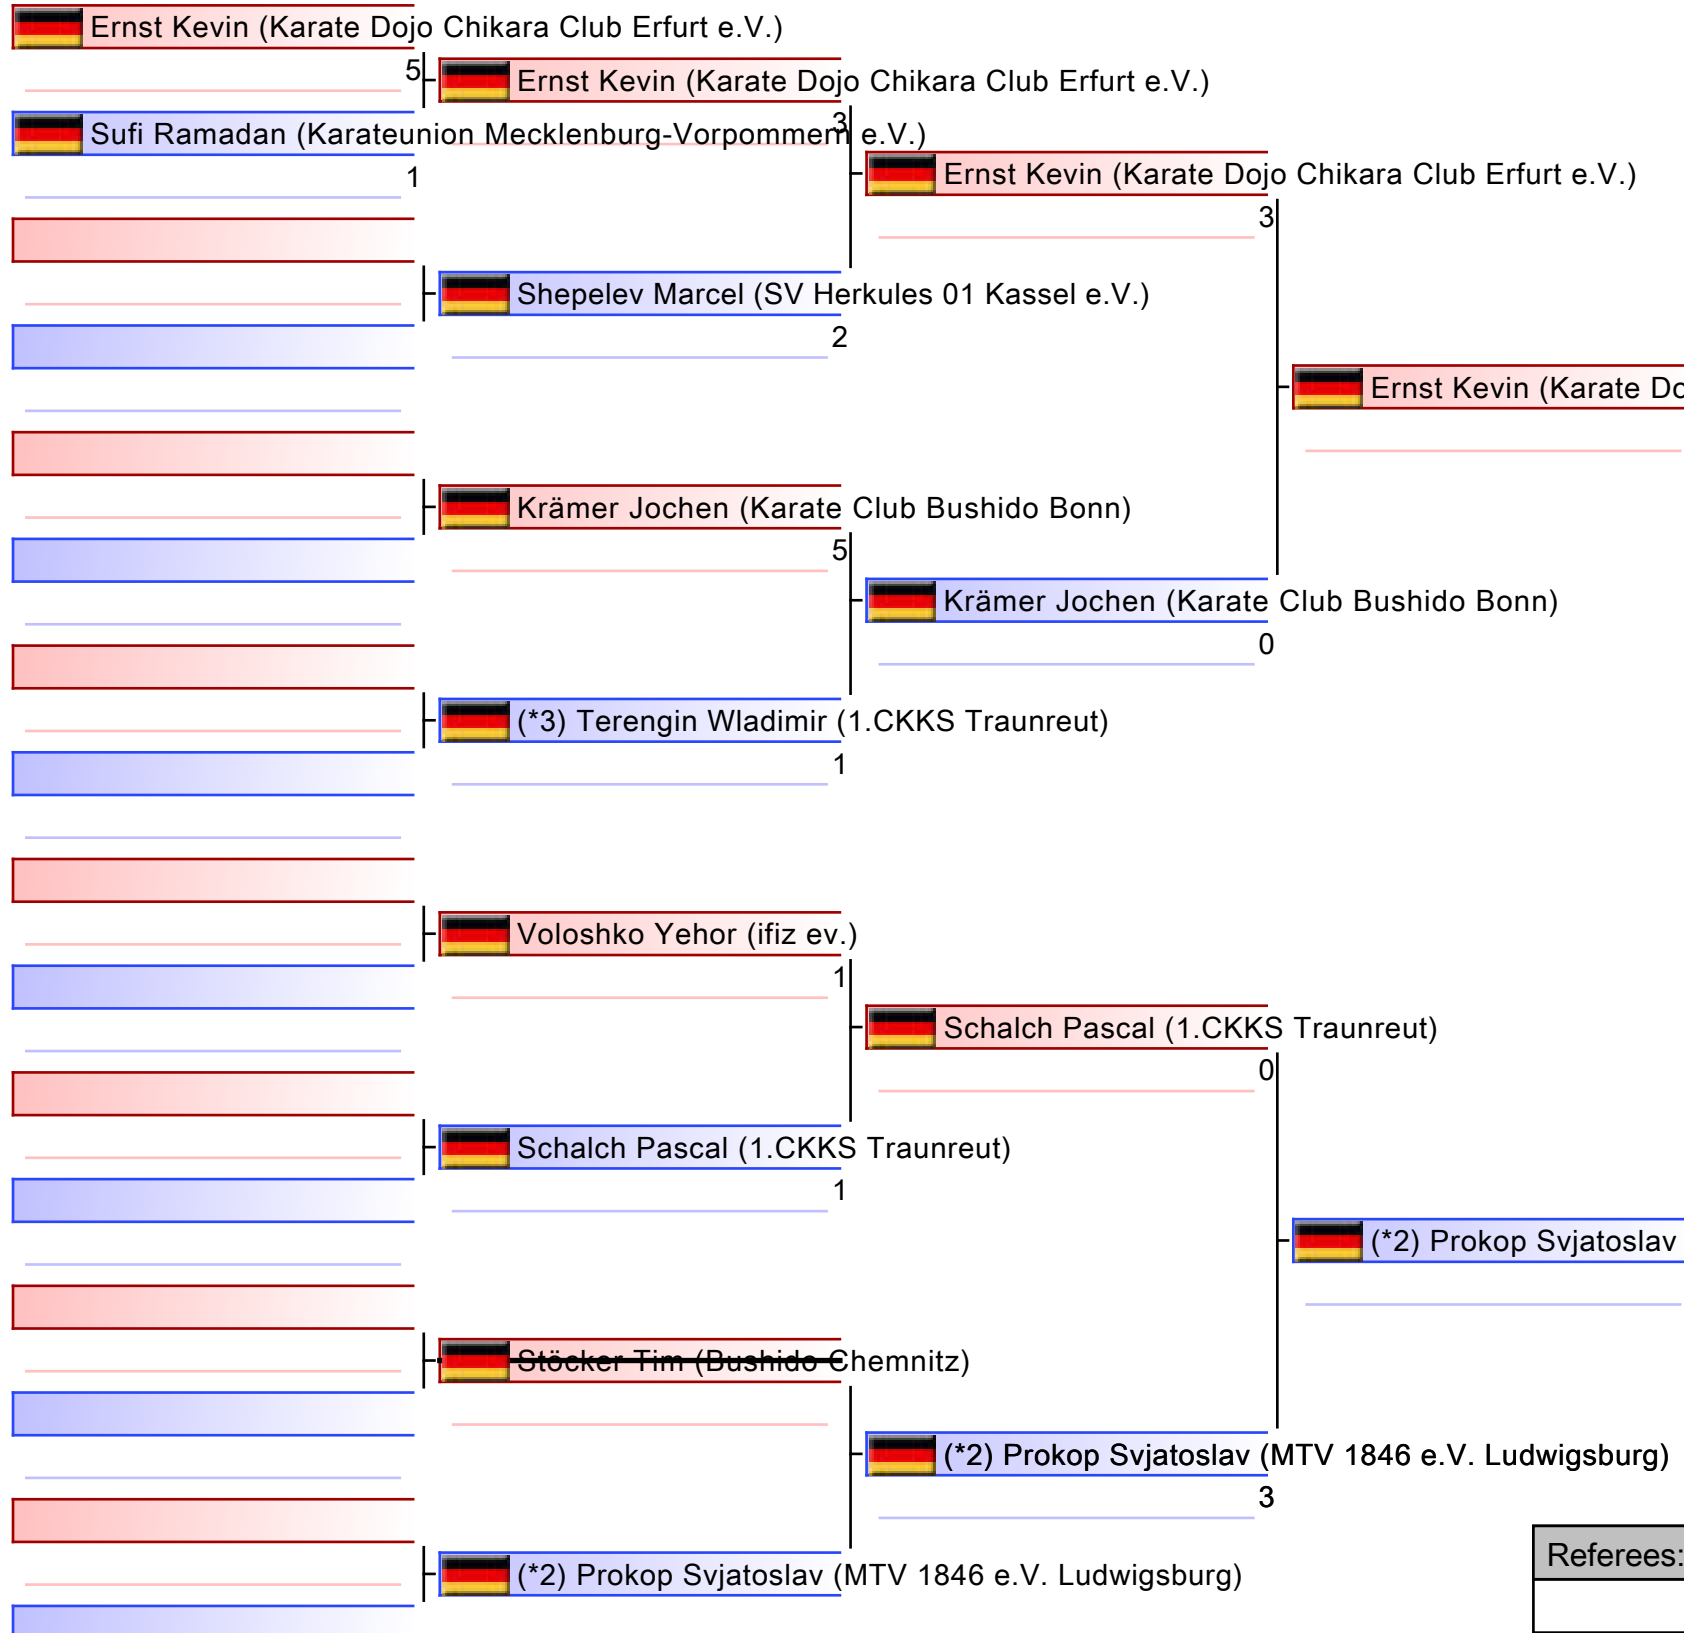 Ernst Kevin (Karate Dojo Chikara Club Erfurt e.V.)
5
Ernst Kevin (Karate Dojo Chikara Club Erfurt e.V.)
Sufi Ramadan (Karateunion Mecklenburg-Vorpommern e.V.)
3
1
Ernst Kevin (Karate Dojo Chikara Club Erfurt e.V.)
3
Shepelev Marcel (SV Herkules 01 Kassel e.V.)
2
Ernst Kevin (Karate Do
Krämer Jochen (Karate Club Bushido Bonn)
5
Krämer Jochen (Karate Club Bushido Bonn)
0
(*3) Terengin Wladimir (1.CKKS Traunreut)
1
Voloshko Yehor (ifiz ev.)
1
Schalch Pascal (1.CKKS Traunreut)
0
Schalch Pascal (1.CKKS Traunreut)
1
(*2) Prokop Svjatoslav
Stöcker Tim (Bushido Chemnitz)
(*2) Prokop Svjatoslav (MTV 1846 e.V. Ludwigsburg)
3
Referees:
(*2) Prokop Svjatoslav (MTV 1846 e.V. Ludwigsburg)